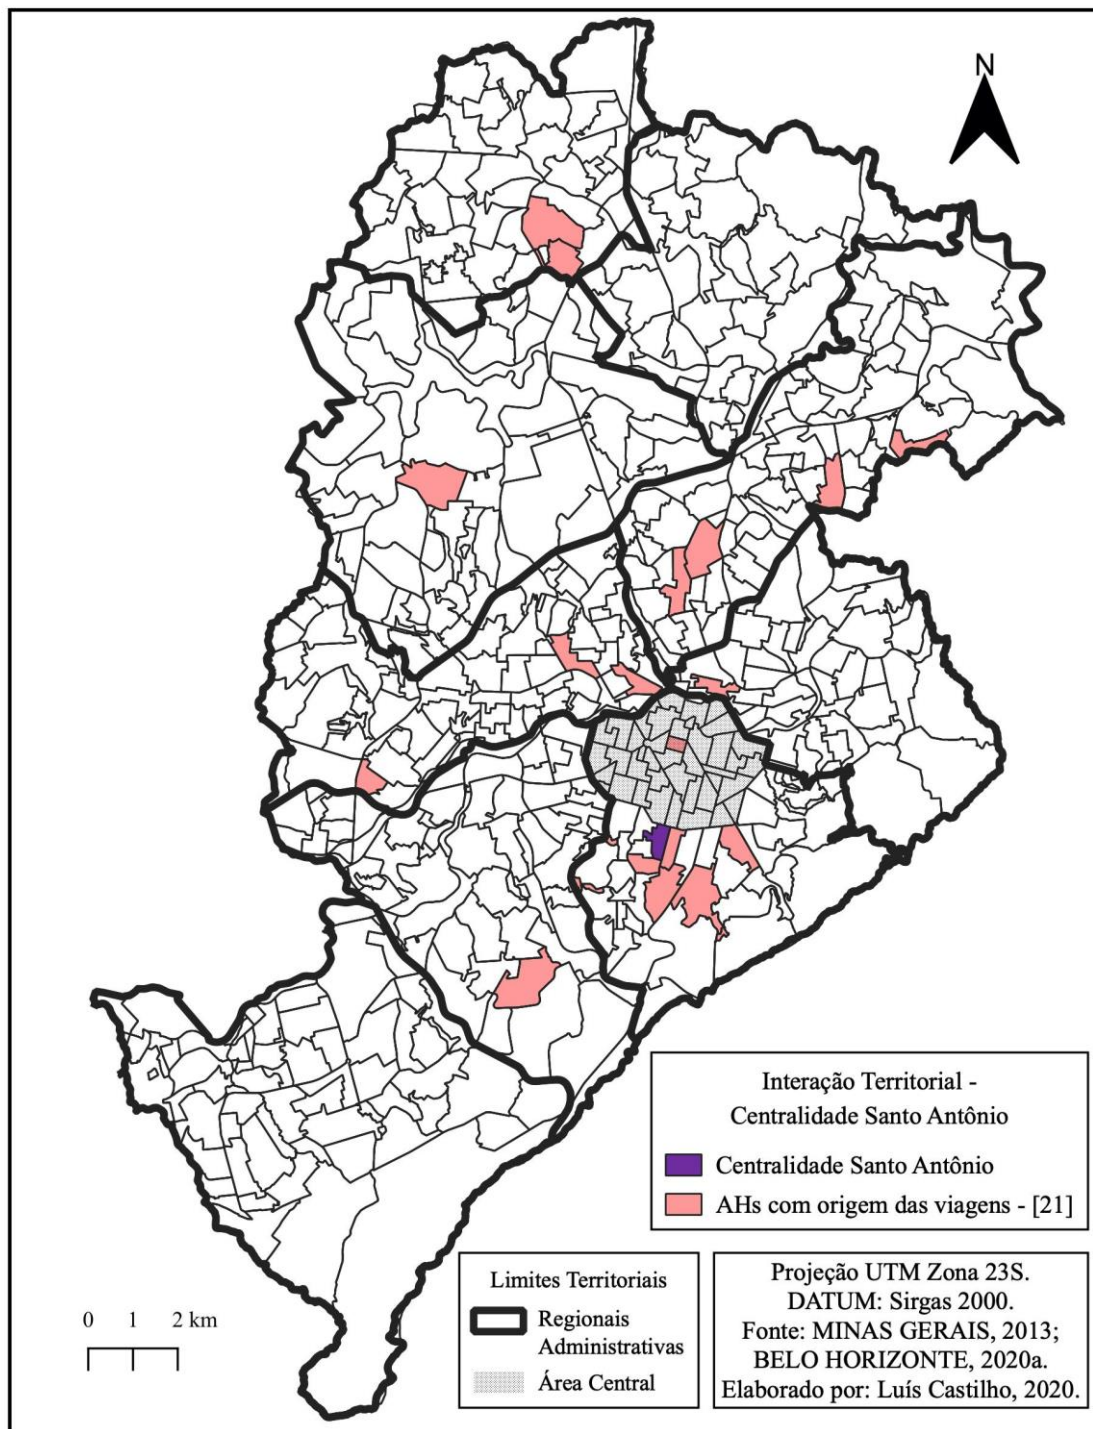 N
Interação Territorial -
Centralidade Santo Antônio
Centralidade Santo Antônio
AHs com origem das viagens - [21]
Limites Territoriais
Regionais
Administrativas
Área Central
Projeção UTM Zona 23S.
DATUM: Sirgas 2000.
Fonte: MINAS GERAIS, 2013;
BELO HORIZONTE, 2020a.
Elaborado por: Luís Castilho, 2020.
0 1 2 km